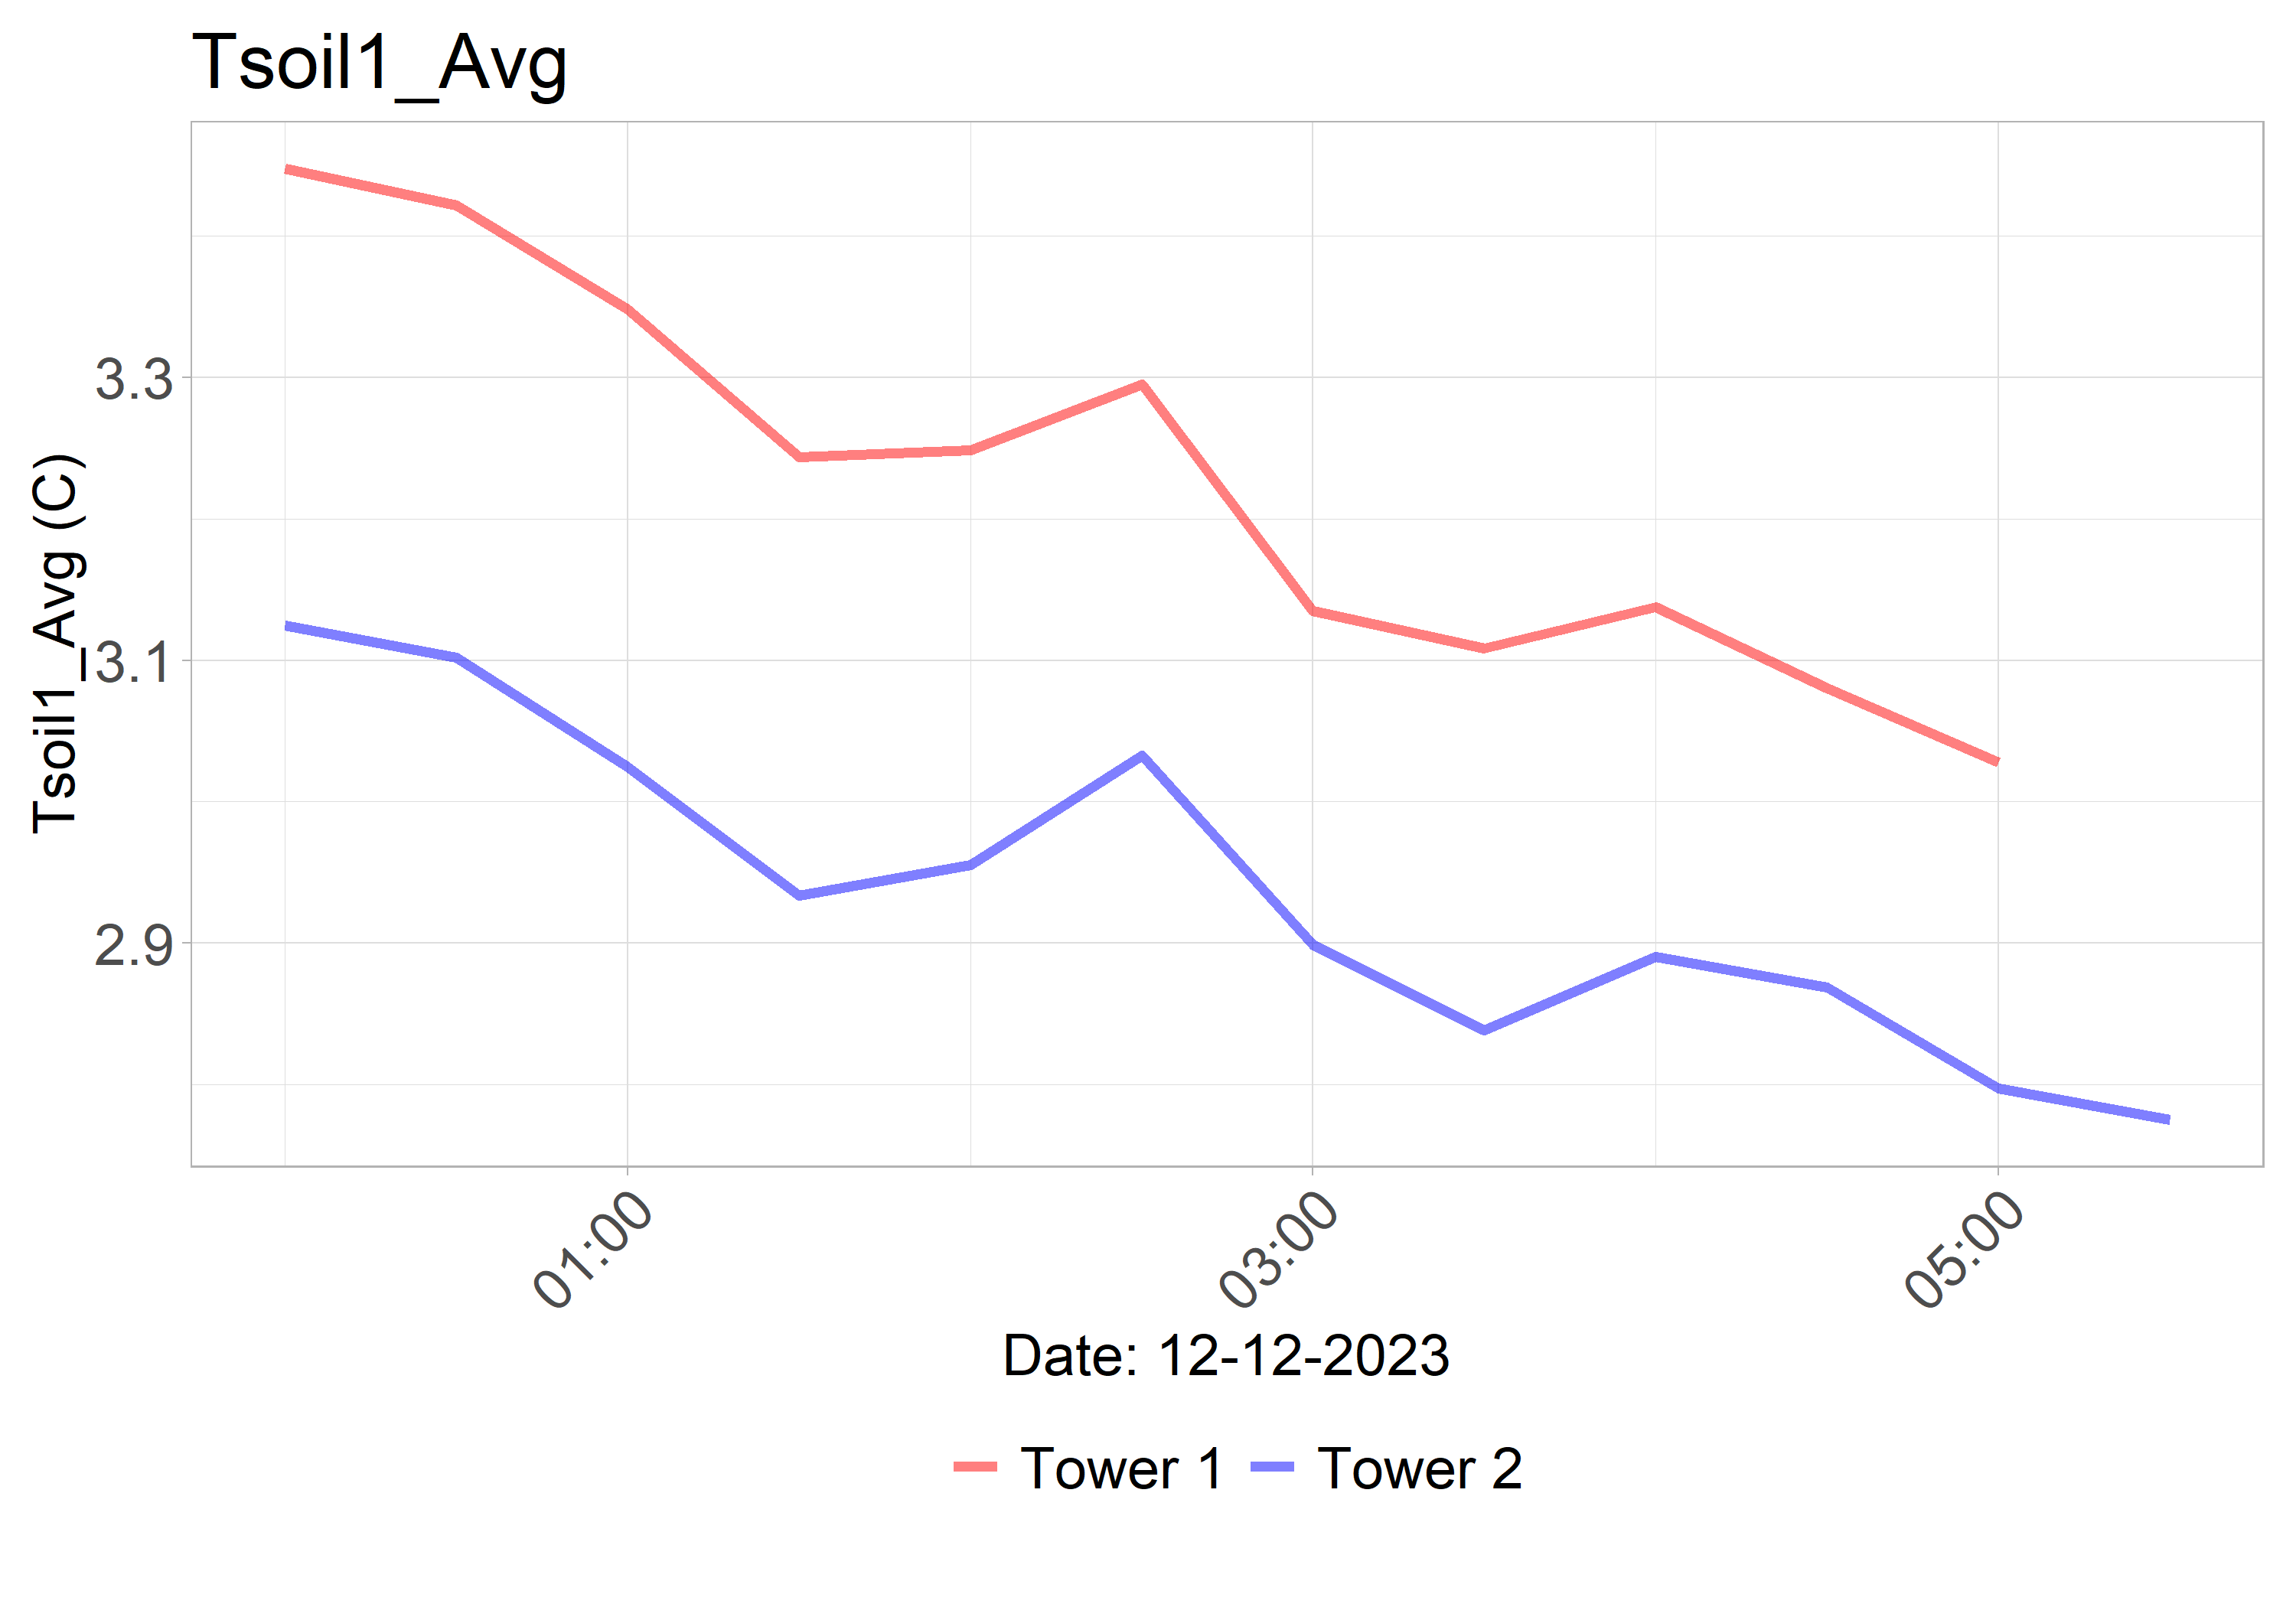 Tsoil1_Avg
Tsoil1_Avg (C)
3.3
3.1
2.9
01:00
03:00
05:00
Date: 12-12-2023
Tower 1
Tower 2